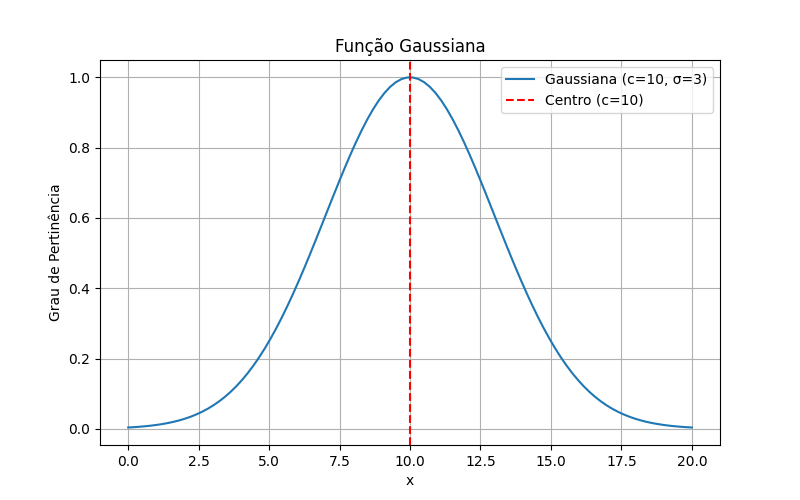 Função Gaussiana
Gaussiana (c=10, σ=3)
Centro (c=10)
Grau de Pertinência
1.0
0.8
0.6
0.4
0.2
0.0
0.0 2.5 5.0 7.5 10.0 12.5 15.0 17.5 20.0
x